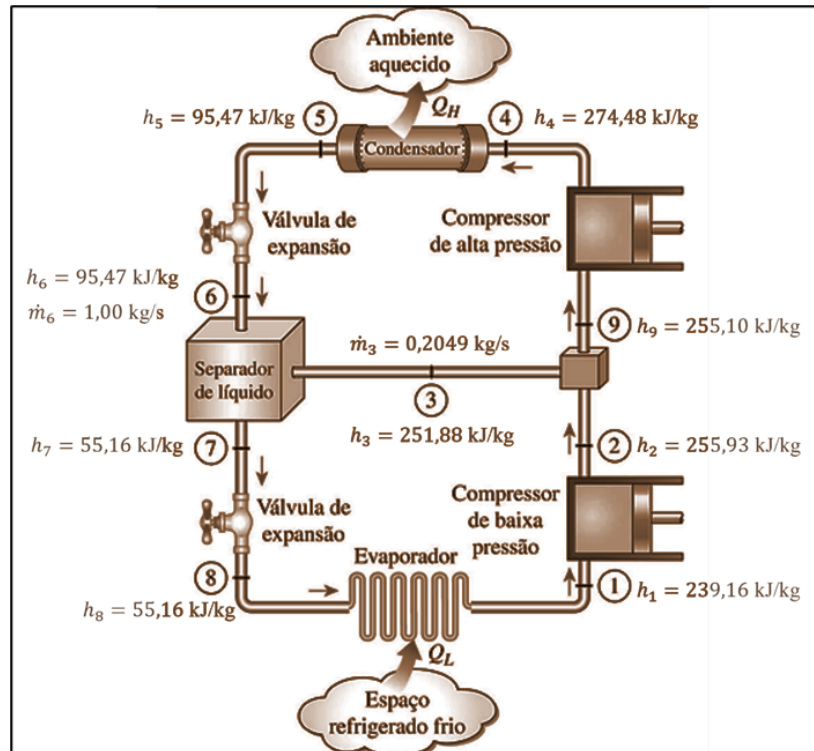 Ambiente
aquecido
Q_H
h₅ = 95,47 kJ/kg
5
4
h₄ = 274,48 kJ/kg
Condensador
Válvula de
expansão
Compressor
de alta pressão
h₆ = 95,47 kJ/kg
ṁ₆ = 1,00 kg/s
6
9
h₉ = 255,10 kJ/kg
Separador
de líquido
ṁ₃ = 0,2049 kg/s
3
h₃ = 251,88 kJ/kg
h₇ = 55,16 kJ/kg
7
2
h₂ = 255,93 kJ/kg
Válvula de
expansão
Compressor
de baixa
pressão
Evaporador
8
h₈ = 55,16 kJ/kg
1
h₁ = 239,16 kJ/kg
Q_L
Espaço
refrigerado frio